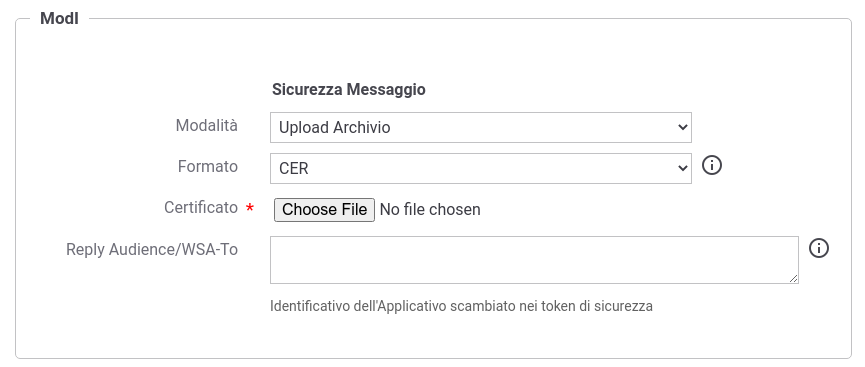 ModI
Sicurezza Messaggio
Modalità Upload Archivio
Formato CER
Certificato * Choose File No file chosen
Reply Audience/WSA-To
Identificativo dell'Applicativo scambiato nei token di sicurezza